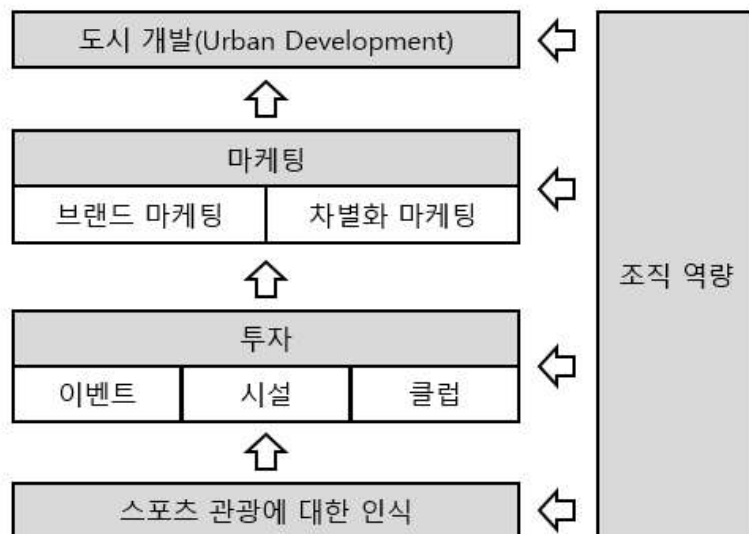 도시 개발(Urban Development)
마케팅
브랜드 마케팅
차별화 마케팅
조직 역량
투자
이벤트
시설
클럽
스포츠 관광에 대한 인식